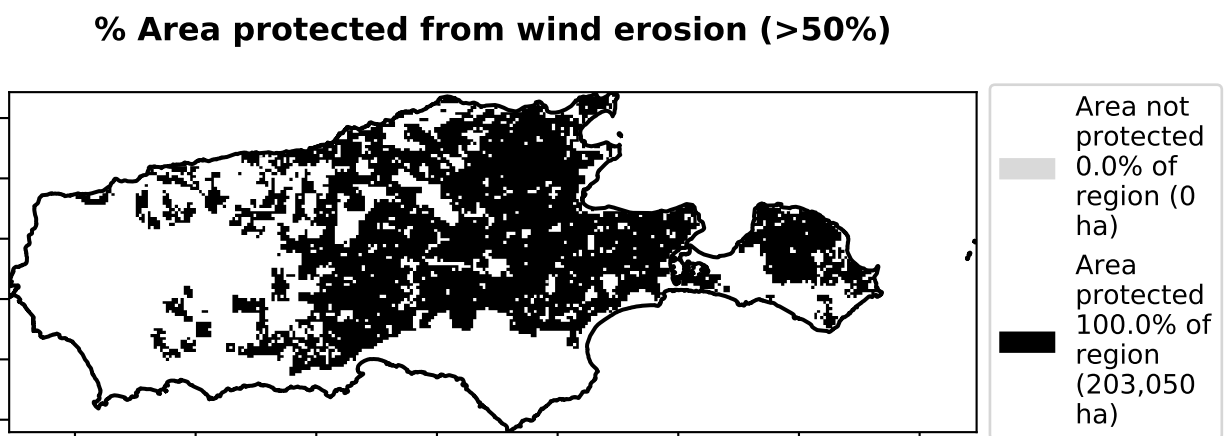 % Area protected from wind erosion (>50%)
Area not
protected
0.0% of
region (0
ha)
Area
protected
100.0% of
region
(203,050
ha)